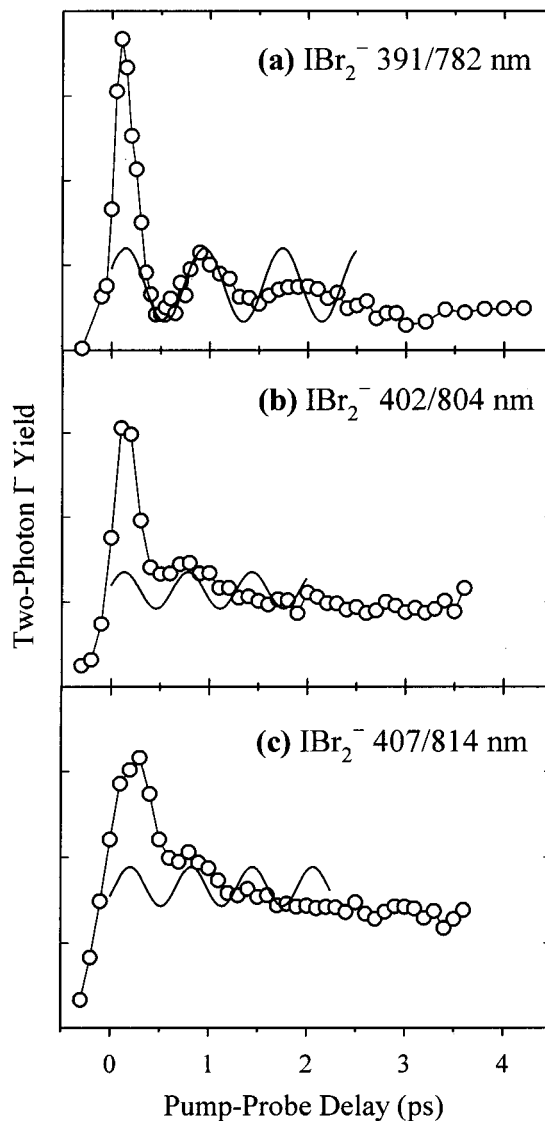 (a) IBr₂⁻ 391/782 nm
(b) IBr₂⁻ 402/804 nm
(c) IBr₂⁻ 407/814 nm
Two-Photon I⁻ Yield
0 1 2 3 4
Pump-Probe Delay (ps)